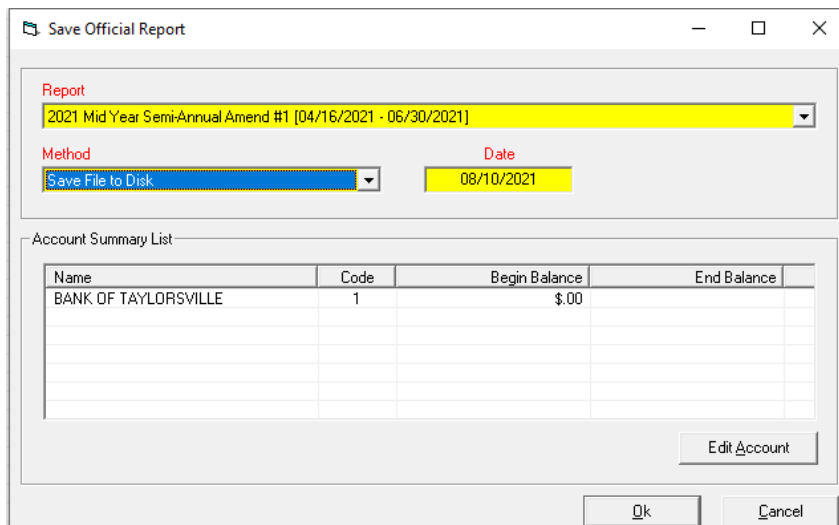 Save Official Report
Report
2021 Mid Year Semi-Annual Amend #1 [04/16/2021 - 06/30/2021]
Method Date
Save File to Disk 08/10/2021
Account Summary List
Name Code Begin Balance End Balance
BANK OF TAYLORSVILLE 1 $.00
Edit Account
Ok Cancel